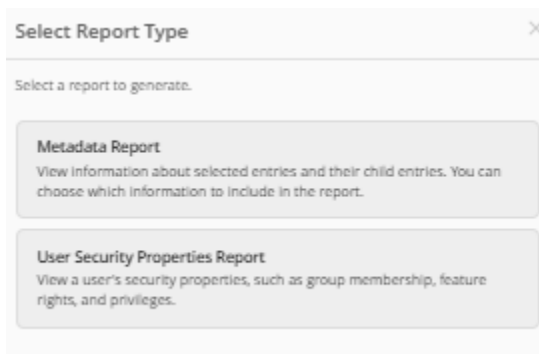 Select Report Type
Select a report to generate.
Metadata Report
View information about selected entries and their child entries. You can
choose which information to include in the report.
User Security Properties Report
View a user's security properties, such as group membership, feature
rights, and privileges.